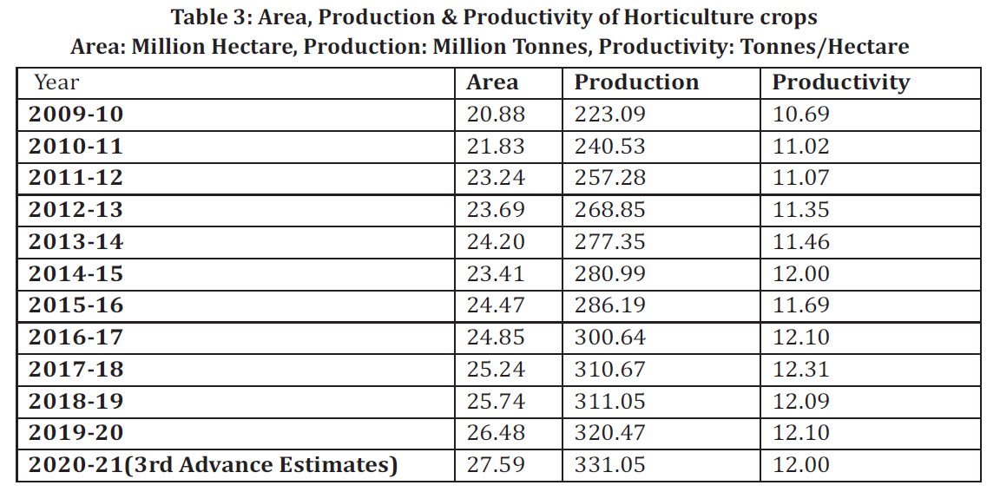 Table 3: Area, Production & Productivity of Horticulture crops
Area: Million Hectare, Production: Million Tonnes, Productivity: Tonnes/Hectare
Year Area Production Productivity
2009-10 20.88 223.09 10.69
2010-11 21.83 240.53 11.02
2011-12 23.24 257.28 11.07
2012-13 23.69 268.85 11.35
2013-14 24.20 277.35 11.46
2014-15 23.41 280.99 12.00
2015-16 24.47 286.19 11.69
2016-17 24.85 300.64 12.10
2017-18 25.24 310.67 12.31
2018-19 25.74 311.05 12.09
2019-20 26.48 320.47 12.10
2020-21(3rd Advance Estimates) 27.59 331.05 12.00